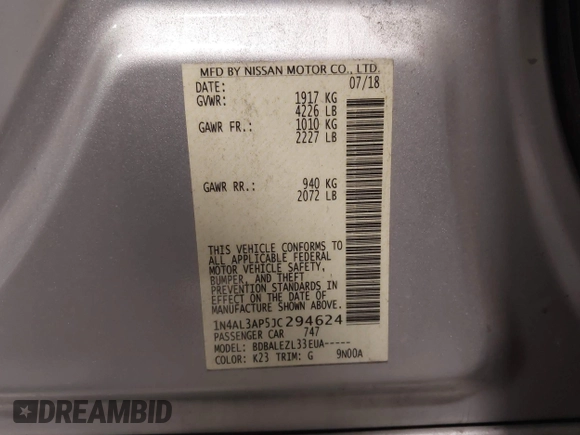 MFD BY NISSAN MOTOR CO., LTD.
DATE: 07/18
GVWR: 1917 KG
4226 LB
GAWR FR.: 1010 KG
2227 LB
GAWR RR.: 940 KG
2072 LB
THIS VEHICLE CONFORMS TO
ALL APPLICABLE FEDERAL
MOTOR VEHICLE SAFETY,
BUMPER, AND THEFT
PREVENTION STANDARDS IN
EFFECT ON THE DATE OF
MANUFACTURE SHOWN ABOVE.
1N4AL3AP5JC294624
PASSENGER CAR 747
MODEL: BDBALEZL33EUA-----
COLOR: K23 TRIM: G 9N00A
DREAMBID